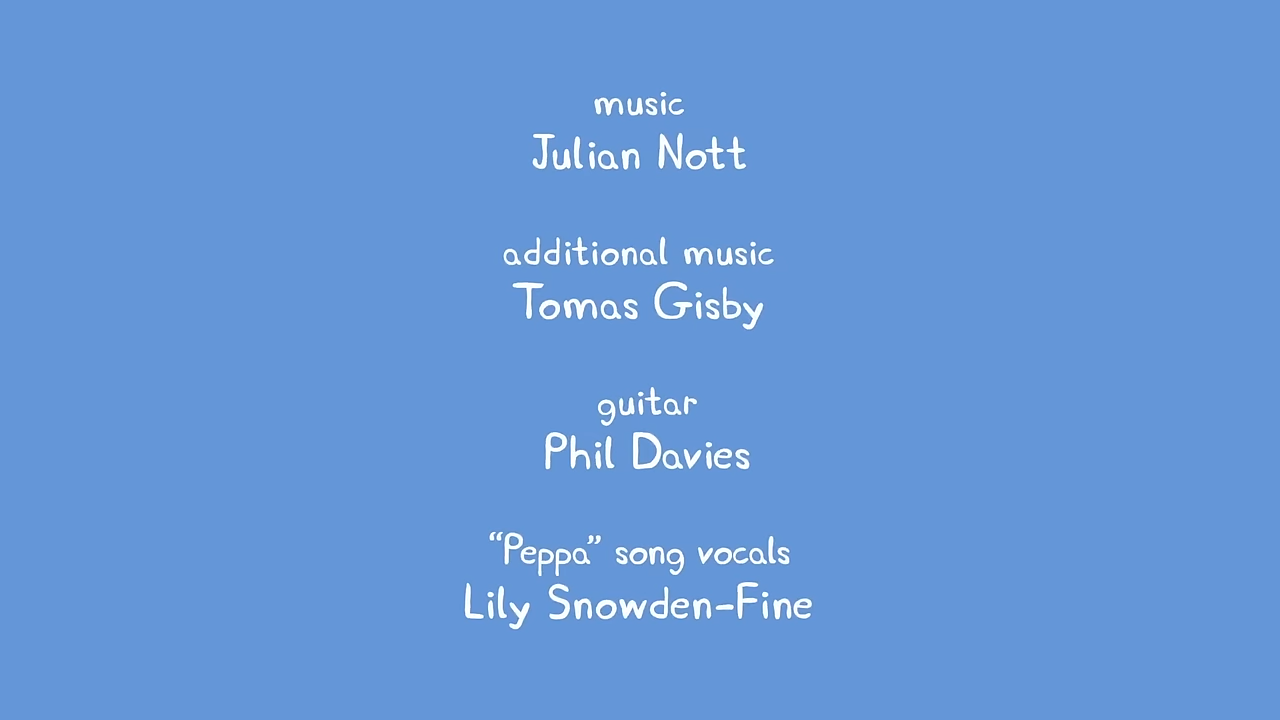 music
Julian Nott
additional music
Tomas Gisby
guitar
Phil Davies
“Peppa” song vocals
Lily Snowden-Fine